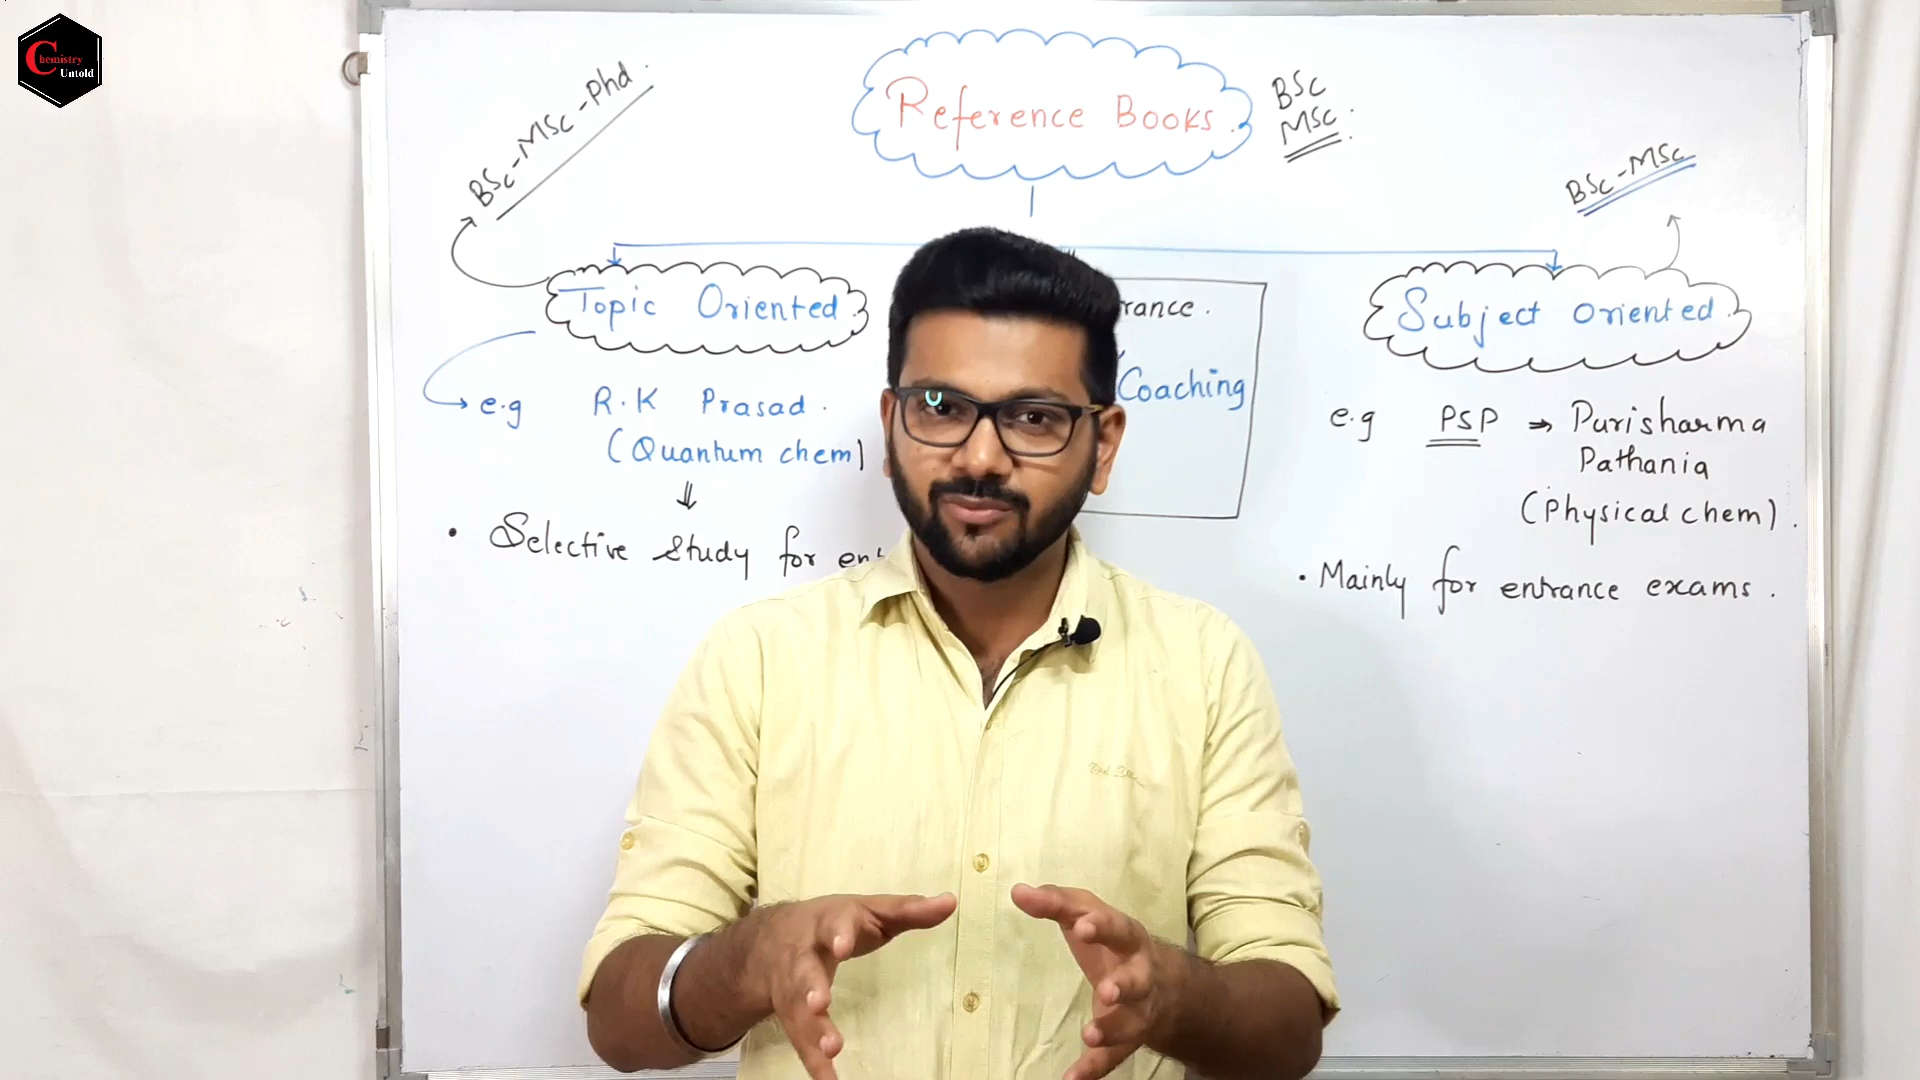 Chemistry
Untold
BSc-MSc-Phd.
Reference Books.
BSc
MSc.
BSc-MSc
Topic Oriented
rance.
Coaching
Subject oriented
e.g R.K Prasad.
(Quantum chem)
• Selective study for ent
e.g PSP ⇒ Purisharma
Pathania
(Physical chem).
• Mainly for entrance exams.